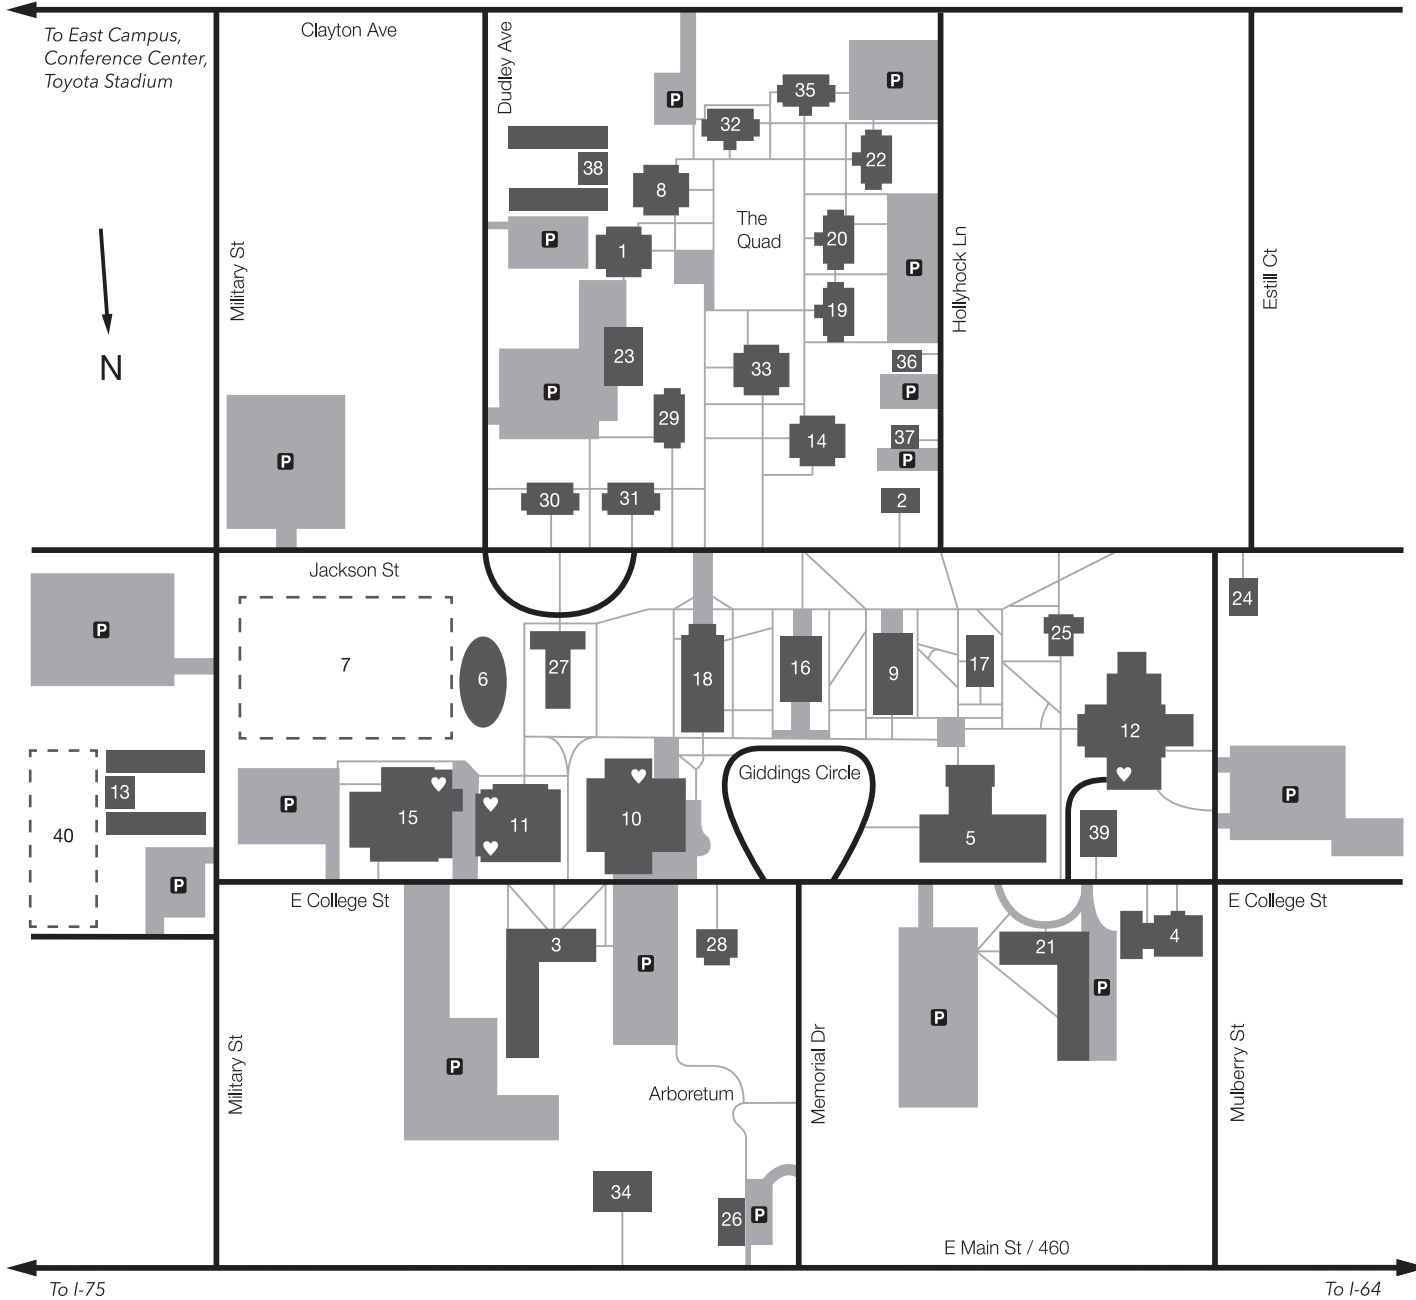 To East Campus,
Conference Center,
Toyota Stadium
Clayton Ave
Dudley Ave
P
35
P
32
38
22
8
The
Quad
20
P
1
P
Military St
Hollyhock Ln
Estill Ct
N
19
23
33
36
P
P
29
14
37
P
P
30
31
2
Jackson St
24
P
7
6
27
18
16
9
17
25
12
13
40
P
15
11
10
Giddings Circle
5
39
P
P
E College St
E College St
3
28
P
21
4
P
P
P
Military St
Arboretum
Memorial Dr
Mulberry St
34
26
P
E Main St / 460
To I-75
To I-64